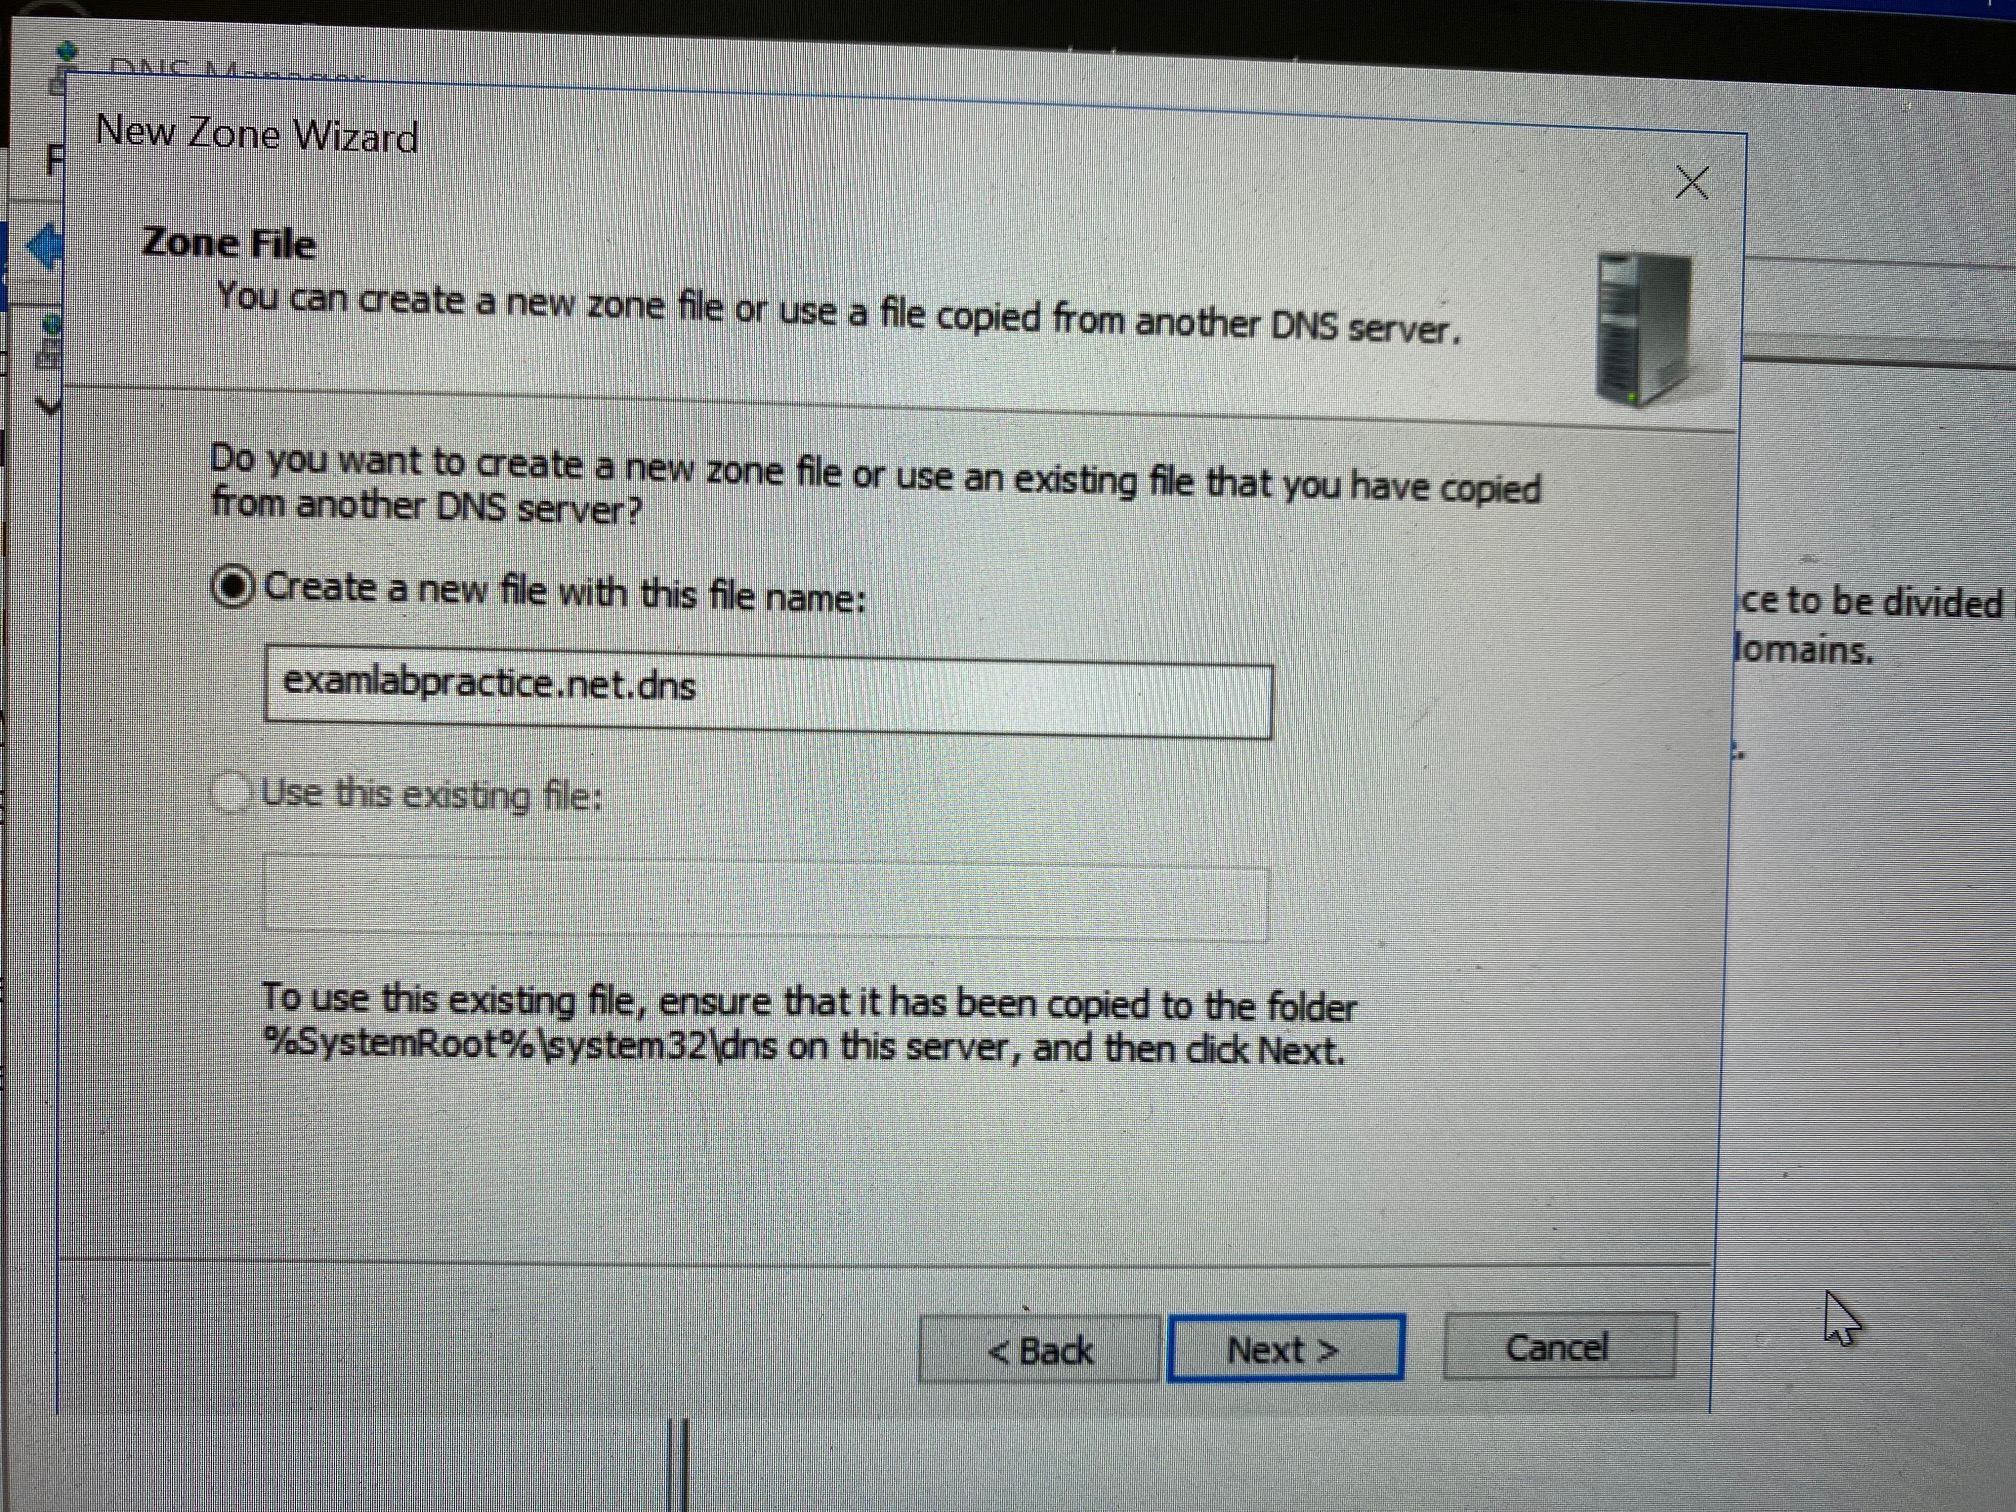 DNS Manager
New Zone Wizard
F
Zone File
You can create a new zone file or use a file copied from another DNS server.
Do you want to create a new zone file or use an existing file that you have copied
from another DNS server?
Create a new file with this file name:
examlabpractice.net.dns
Use this existing file:
To use this existing file, ensure that it has been copied to the folder
%SystemRoot%\system32\dns on this server, and then click Next.
< Back
Next >
Cancel
ce to be divided
lomains.